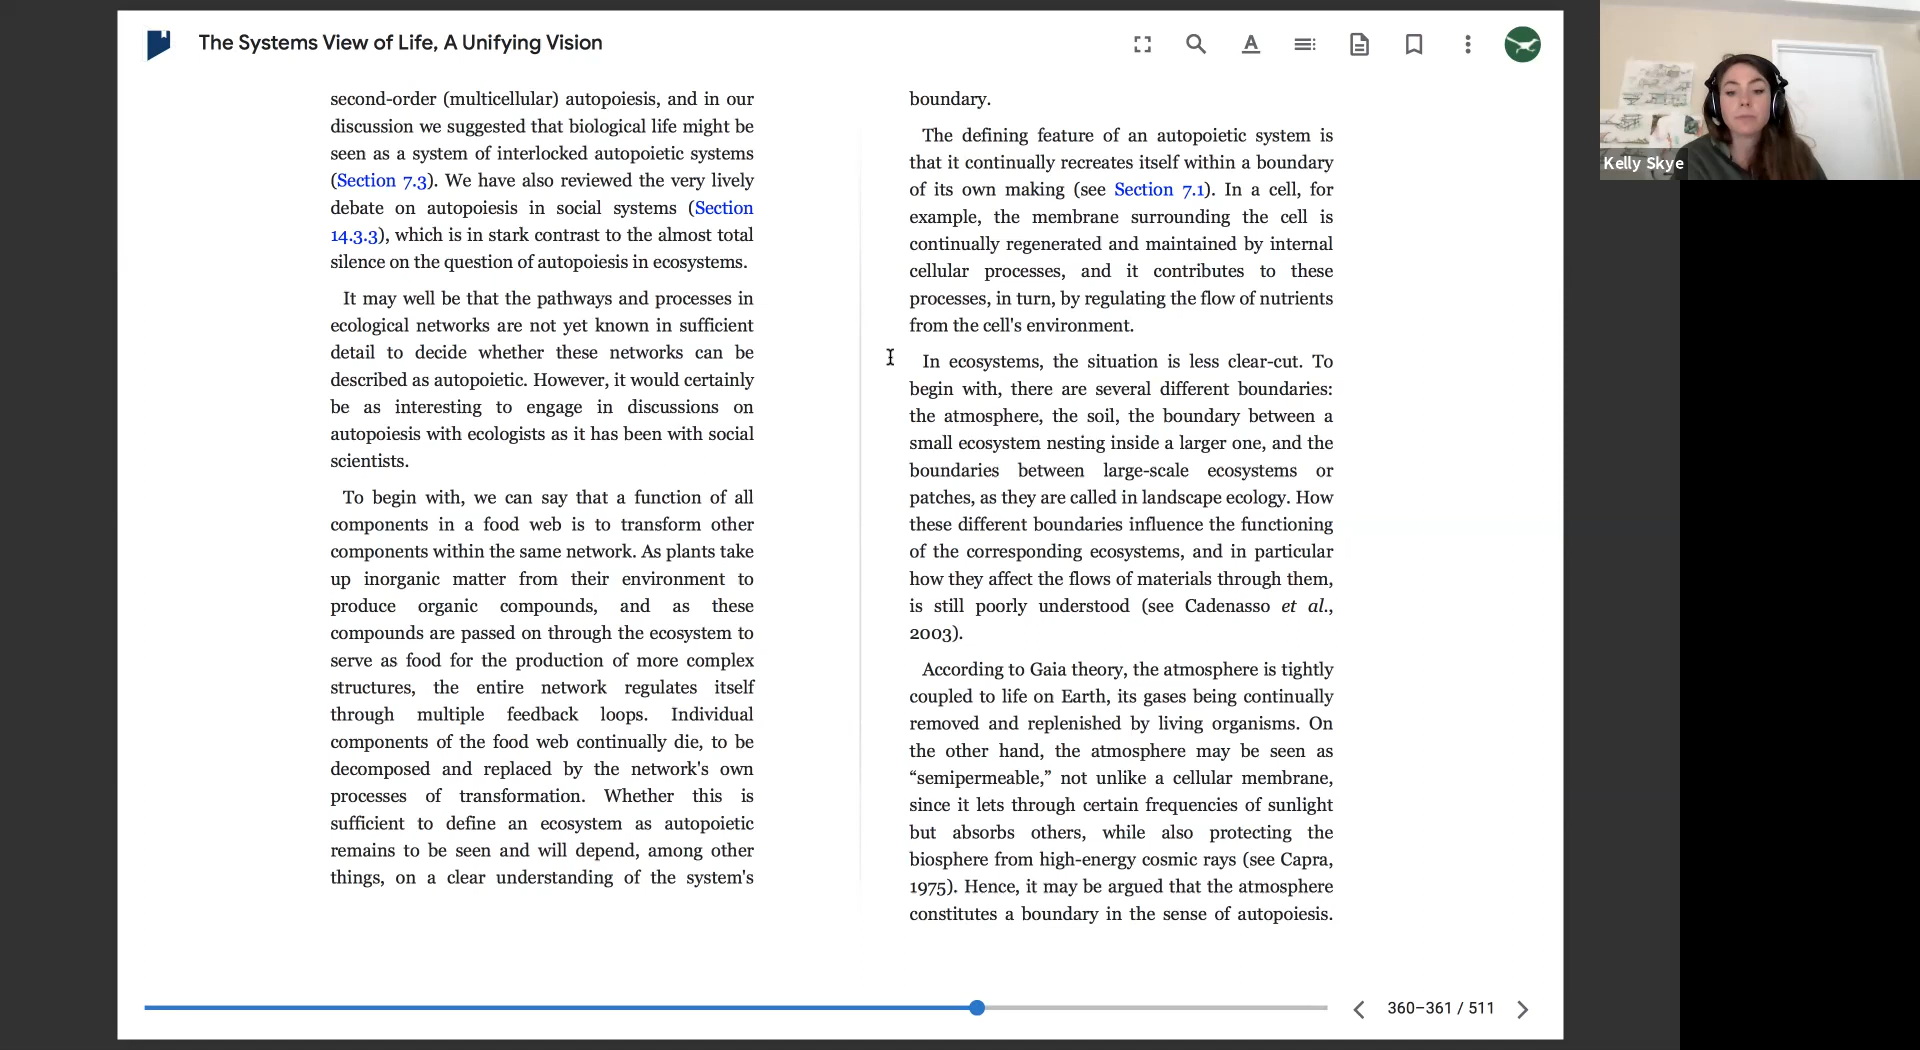 The Systems View of Life, A Unifying Vision
second-order (multicellular) autopoiesis, and in our
discussion we suggested that biological life might be
seen as a system of interlocked autopoietic systems
(Section 7.3). We have also reviewed the very lively
debate on autopoiesis in social systems (Section
14.3.3), which is in stark contrast to the almost total
silence on the question of autopoiesis in ecosystems.
It may well be that the pathways and processes in
ecological networks are not yet known in sufficient
detail to decide whether these networks can be
described as autopoietic. However, it would certainly
be as interesting to engage in discussions on
autopoiesis with ecologists as it has been with social
scientists.
To begin with, we can say that a function of all
components in a food web is to transform other
components within the same network. As plants take
up inorganic matter from their environment to
produce organic compounds, and as these
compounds are passed on through the ecosystem to
serve as food for the production of more complex
structures, the entire network regulates itself
through multiple feedback loops. Individual
components of the food web continually die, to be
decomposed and replaced by the network's own
processes of transformation. Whether this is
sufficient to define an ecosystem as autopoietic
remains to be seen and will depend, among other
things, on a clear understanding of the system's
boundary.
The defining feature of an autopoietic system is
that it continually recreates itself within a boundary
of its own making (see Section 7.1). In a cell, for
example, the membrane surrounding the cell is
continually regenerated and maintained by internal
cellular processes, and it contributes to these
processes, in turn, by regulating the flow of nutrients
from the cell's environment.
In ecosystems, the situation is less clear-cut. To
begin with, there are several different boundaries:
the atmosphere, the soil, the boundary between a
small ecosystem nesting inside a larger one, and the
boundaries between large-scale ecosystems or
patches, as they are called in landscape ecology. How
these different boundaries influence the functioning
of the corresponding ecosystems, and in particular
how they affect the flows of materials through them,
is still poorly understood (see Cadenasso et al.,
2003).
According to Gaia theory, the atmosphere is tightly
coupled to life on Earth, its gases being continually
removed and replenished by living organisms. On
the other hand, the atmosphere may be seen as
“semipermeable,” not unlike a cellular membrane,
since it lets through certain frequencies of sunlight
but absorbs others, while also protecting the
biosphere from high-energy cosmic rays (see Capra,
1975). Hence, it may be argued that the atmosphere
constitutes a boundary in the sense of autopoiesis.
360–361 / 511
Kelly Skye